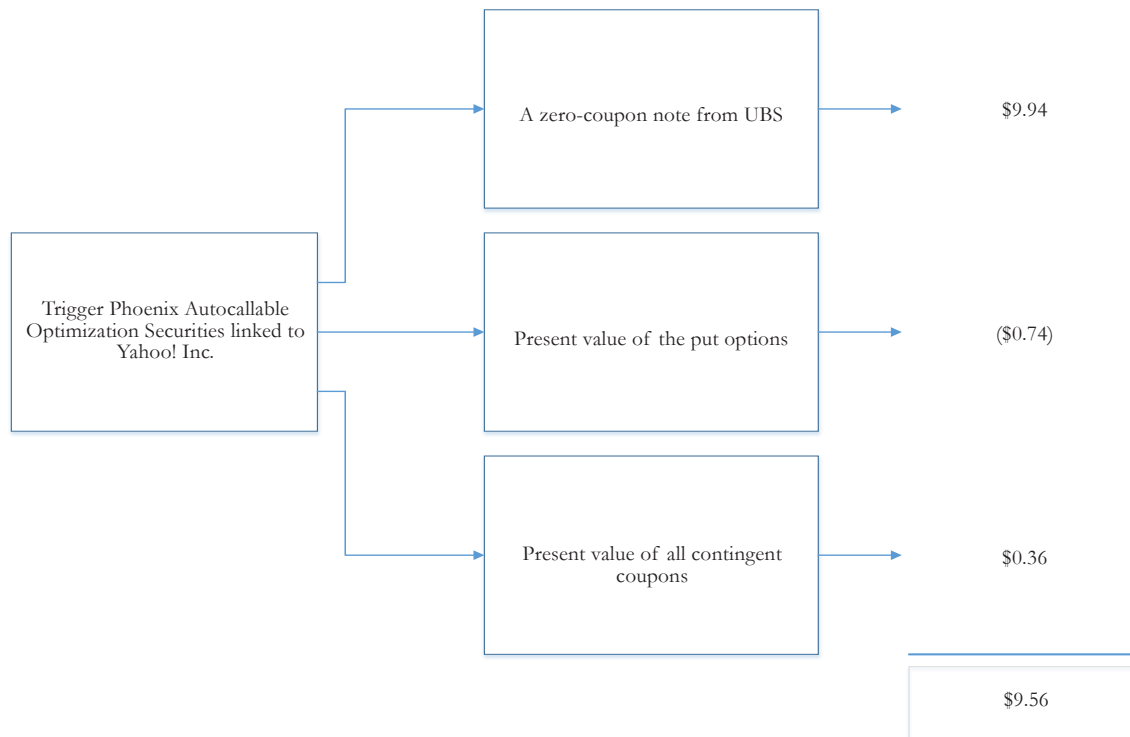 A zero-coupon note from UBS
$9.94
Trigger Phoenix Autocallable
Optimization Securities linked to
Yahoo! Inc.
Present value of the put options
($0.74)
Present value of all contingent
coupons
$0.36
$9.56